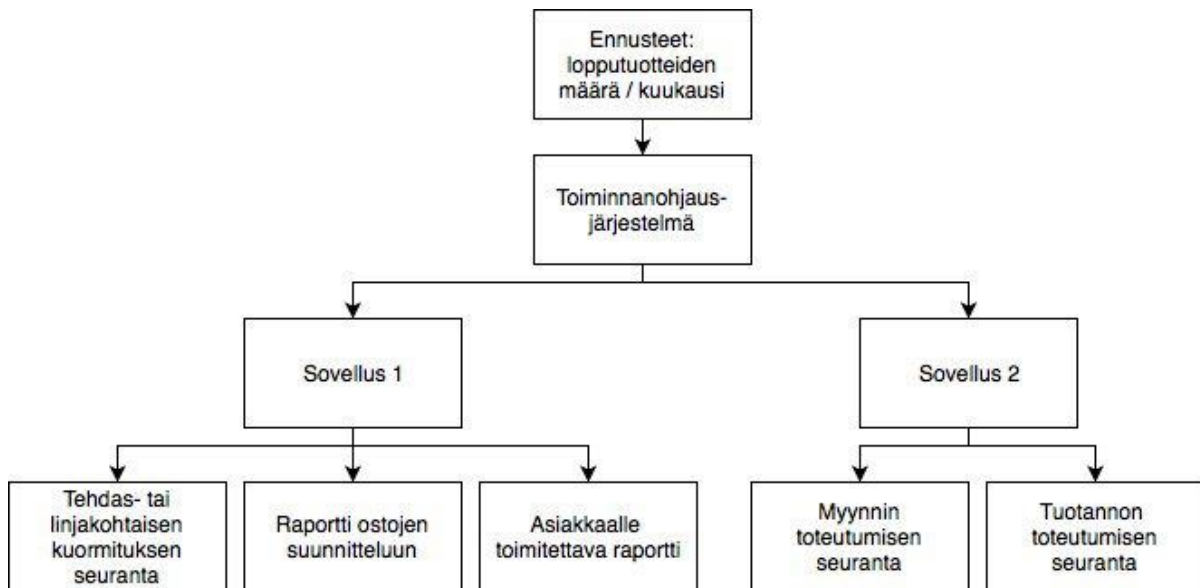 Ennusteet:
lopputuotteiden
määrä / kuukausi
Toiminnanohjaus-
järjestelmä
Sovellus 1
Sovellus 2
Tehdas- tai
linjakohtaisen
kuormituksen
seuranta
Raportti ostojen
suunnitteluun
Asiakkaalle
toimitettava raportti
Myynnin
toteutumisen
seuranta
Tuotannon
toteutumisen
seuranta